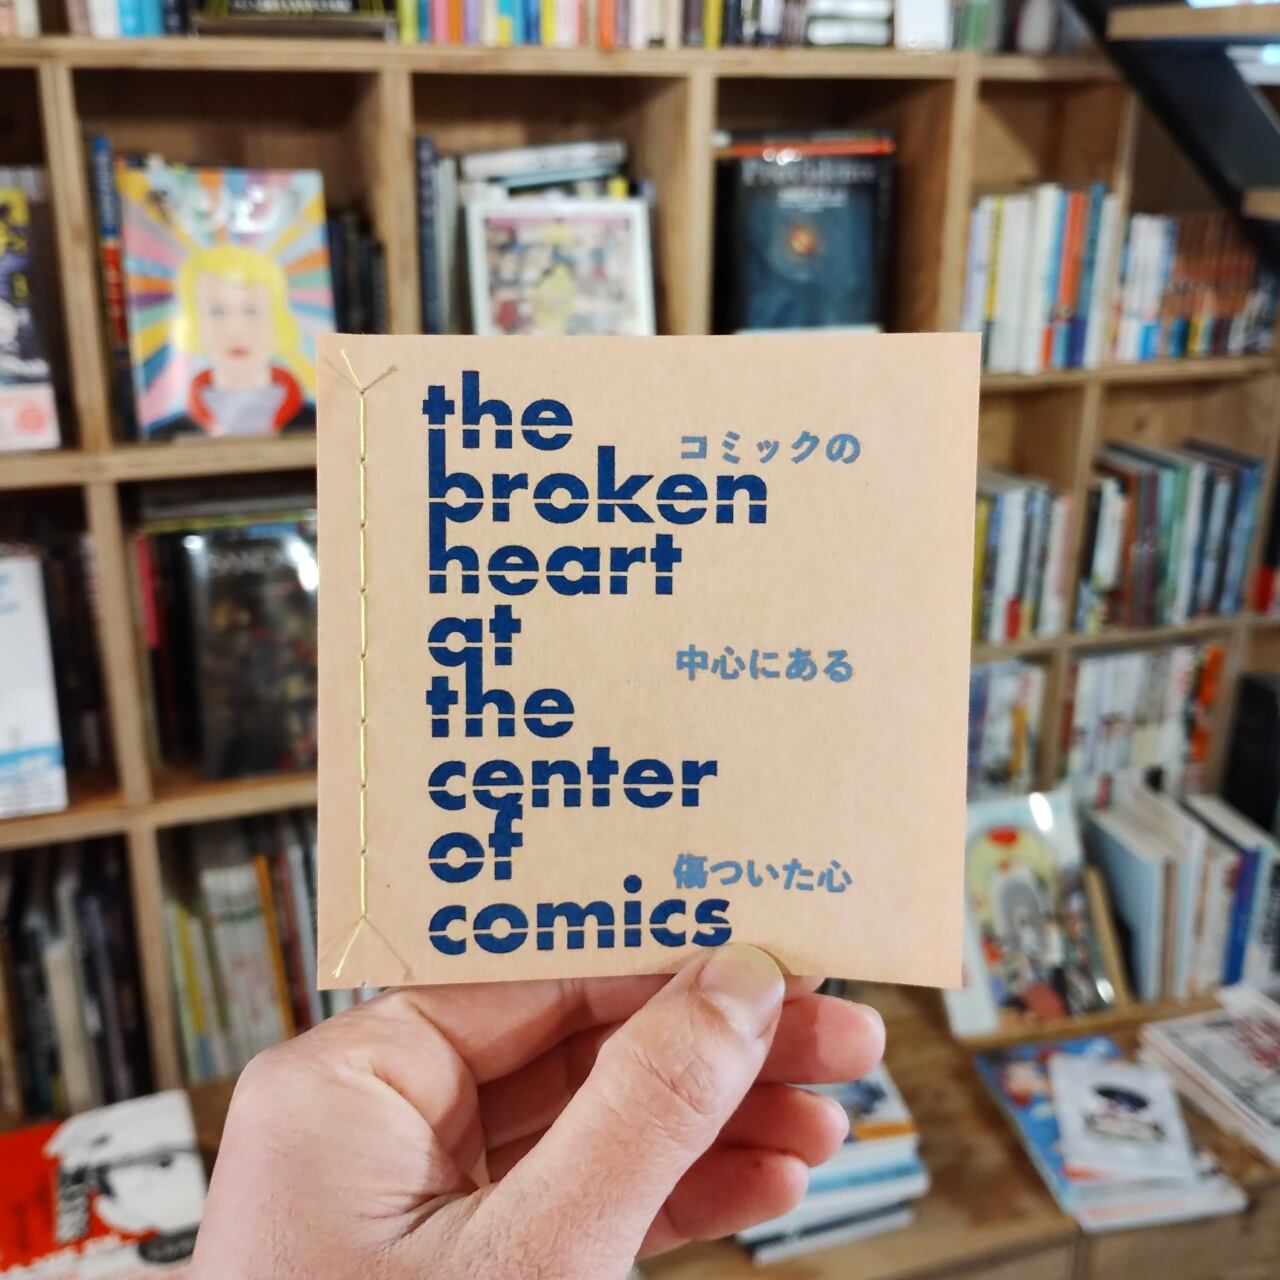 the
コミックの
broken
heart
at
中心にある
the
center
of
傷ついた心
comics